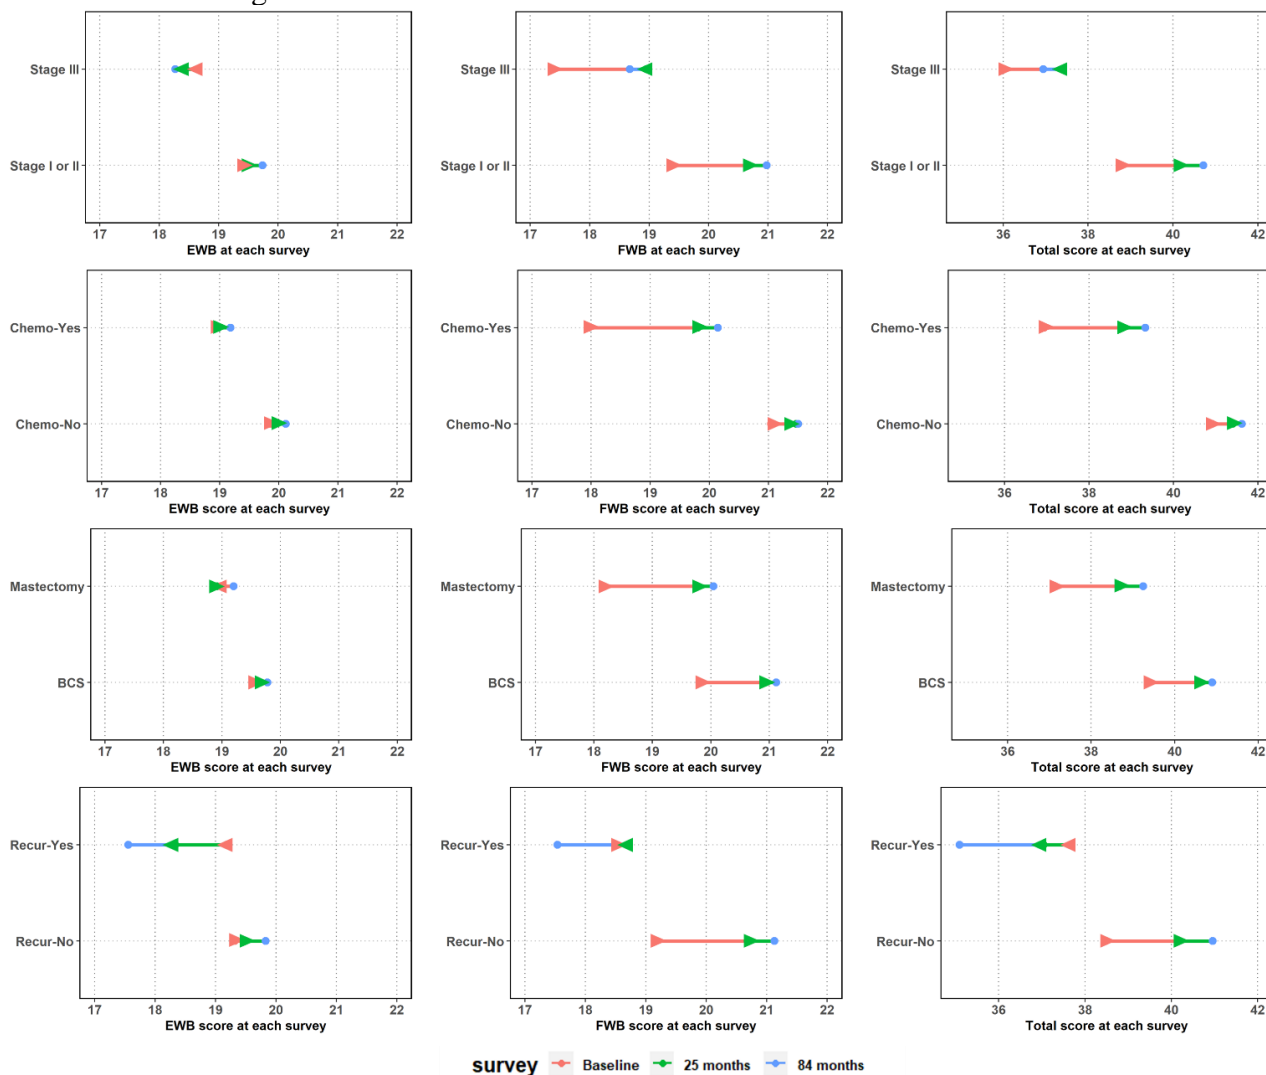 Stage III
Stage I or II
17 18 19 20 21 22
EWB at each survey
Stage III
Stage I or II
17 18 19 20 21 22
FWB at each survey
Stage III
Stage I or II
36 38 40 42
Total score at each survey
Chemo-Yes
Chemo-No
17 18 19 20 21 22
EWB score at each survey
Chemo-Yes
Chemo-No
17 18 19 20 21 22
FWB score at each survey
Chemo-Yes
Chemo-No
36 38 40 42
Total score at each survey
Mastectomy
BCS
17 18 19 20 21 22
EWB score at each survey
Mastectomy
BCS
17 18 19 20 21 22
FWB score at each survey
Mastectomy
BCS
36 38 40 42
Total score at each survey
Recur-Yes
Recur-No
17 18 19 20 21 22
EWB score at each survey
Recur-Yes
Recur-No
17 18 19 20 21 22
FWB score at each survey
Recur-Yes
Recur-No
36 38 40 42
Total score at each survey
survey Baseline 25 months 84 months